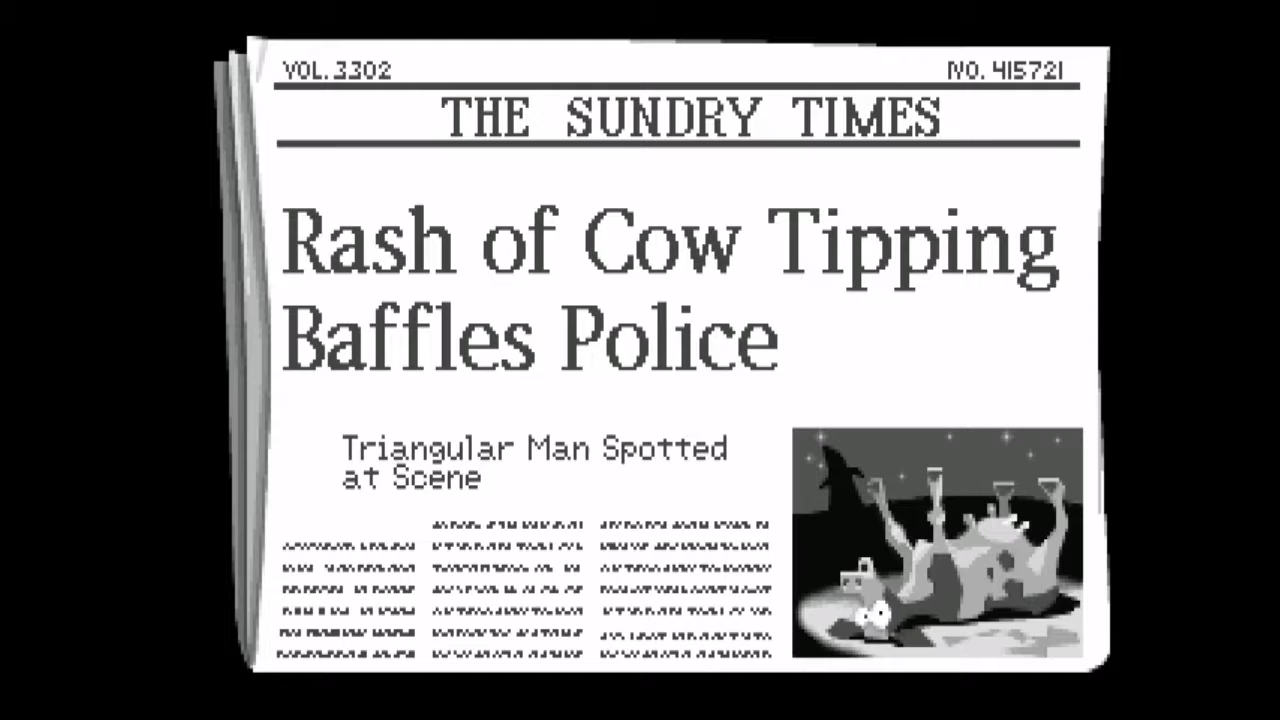 VOL. 3302
NO. 415721
THE SUNDRY TIMES
Rash of Cow Tipping
Baffles Police
Triangular Man Spotted
at Scene